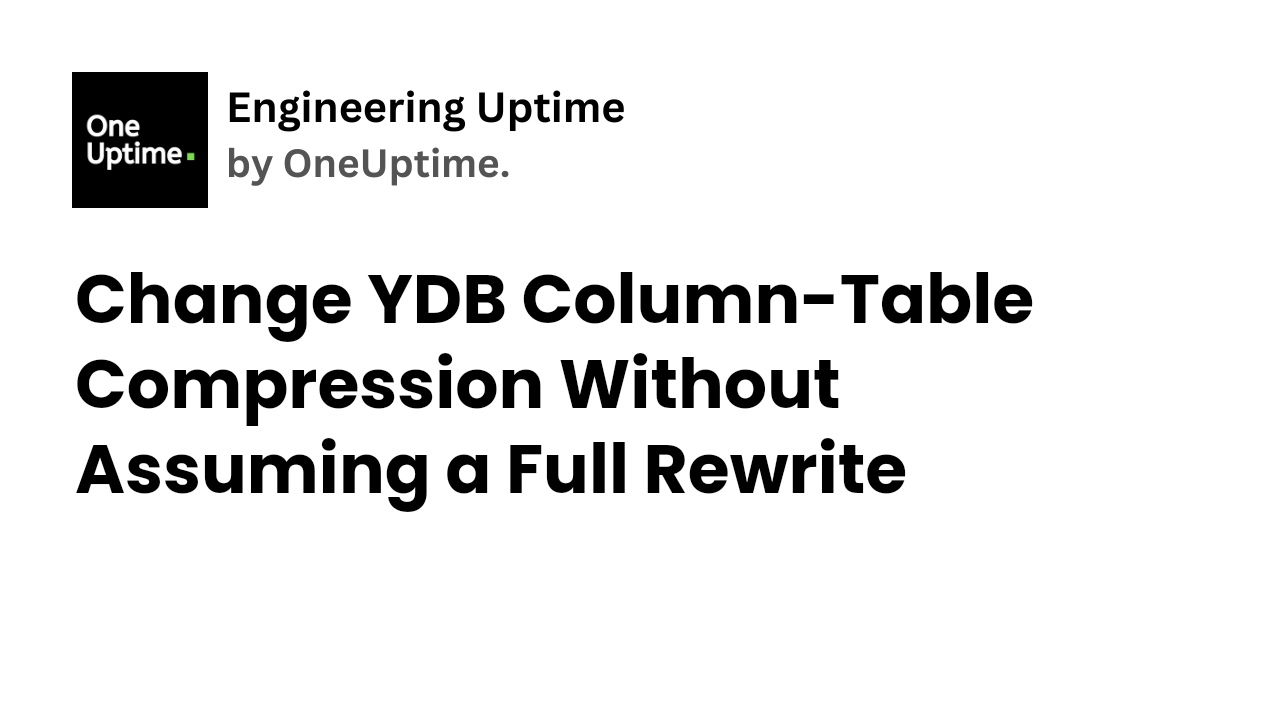 One
Uptime.
Engineering Uptime
by OneUptime.
Change YDB Column-Table
Compression Without
Assuming a Full Rewrite